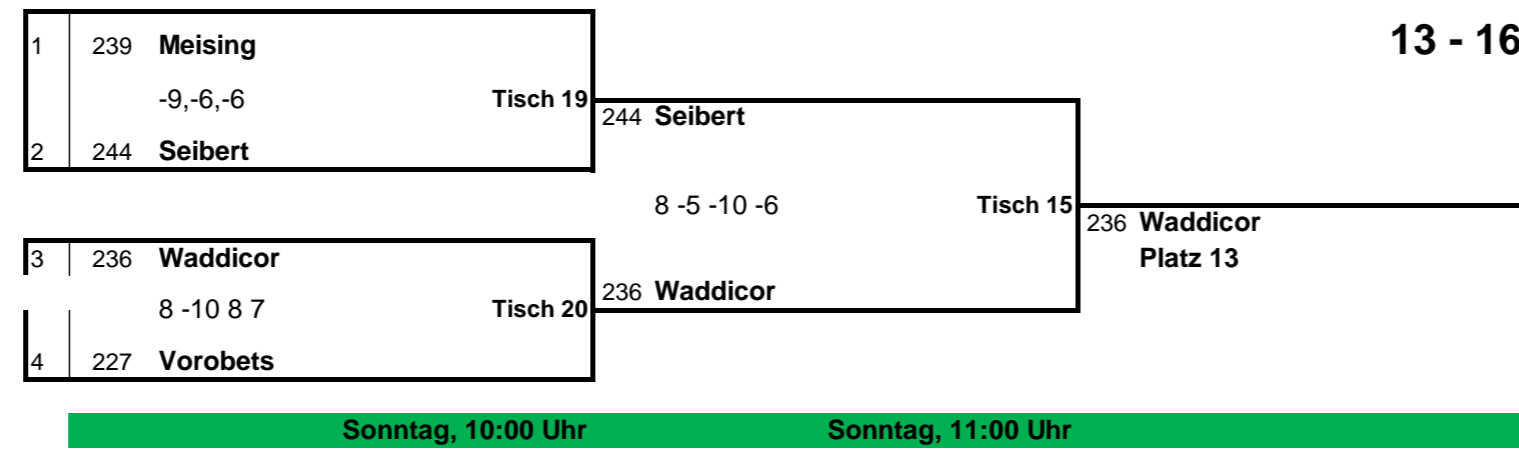 13 - 16
1 239 Meising
-9,-6,-6 Tisch 19
244 Seibert
2 244 Seibert
8 -5 -10 -6 Tisch 15
236 Waddicor
Platz 13
3 236 Waddicor
236 Waddicor
8 -10 8 7 Tisch 20
4 227 Vorobets
Sonntag, 10:00 Uhr Sonntag, 11:00 Uhr